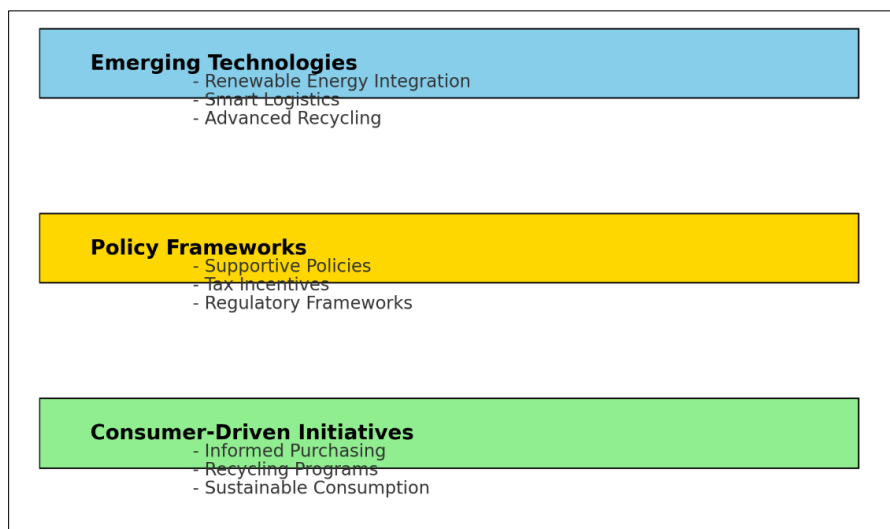 Emerging Technologies
- Renewable Energy Integration
- Smart Logistics
- Advanced Recycling
Policy Frameworks
- Supportive Policies
- Tax Incentives
- Regulatory Frameworks
Consumer-Driven Initiatives
- Informed Purchasing
- Recycling Programs
- Sustainable Consumption